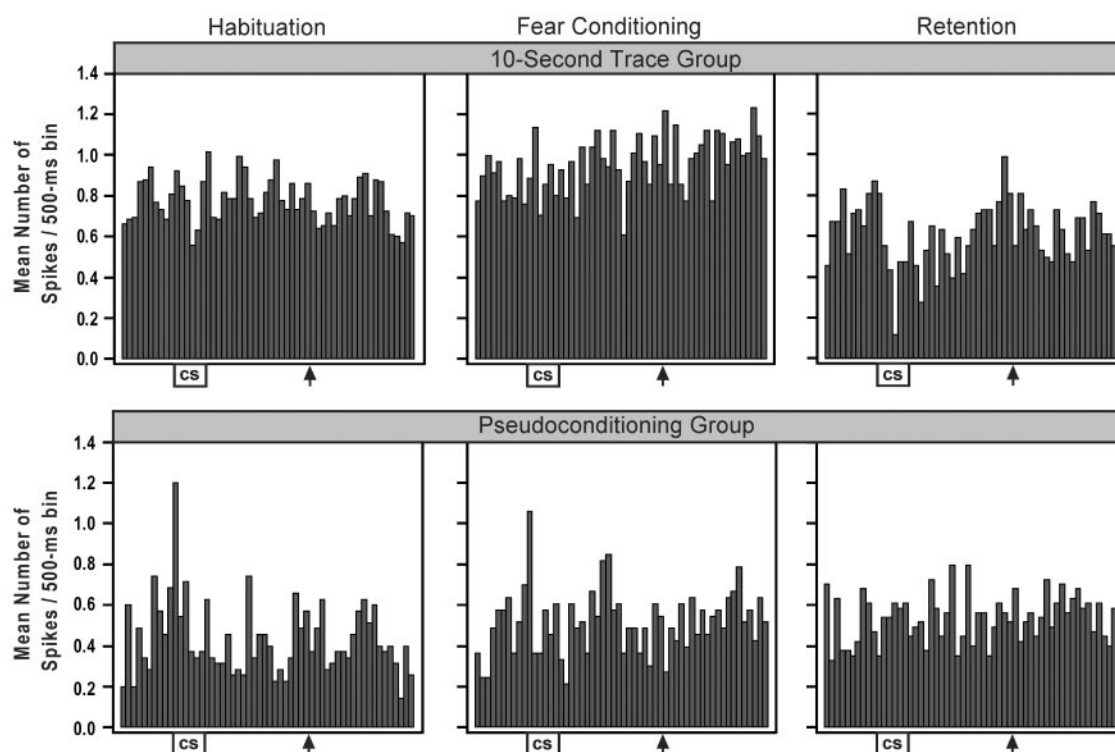 Habituation Fear Conditioning Retention
10-Second Trace Group
Mean Number of
Spikes / 500-ms bin
1.4
1.2
1.0
0.8
0.6
0.4
0.2
0.0
cs cs cs
Pseudoconditioning Group
Mean Number of
Spikes / 500-ms bin
1.4
1.2
1.0
0.8
0.6
0.4
0.2
0.0
cs cs cs